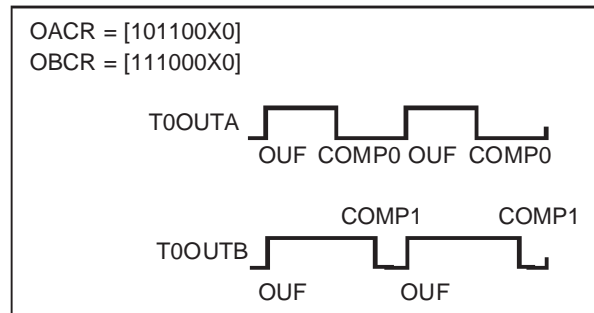 OACR = [101100X0]
OBCR = [111000X0]
T0OUTA
OUF COMP0 OUF COMP0
COMP1 COMP1
T0OUTB
OUF OUF